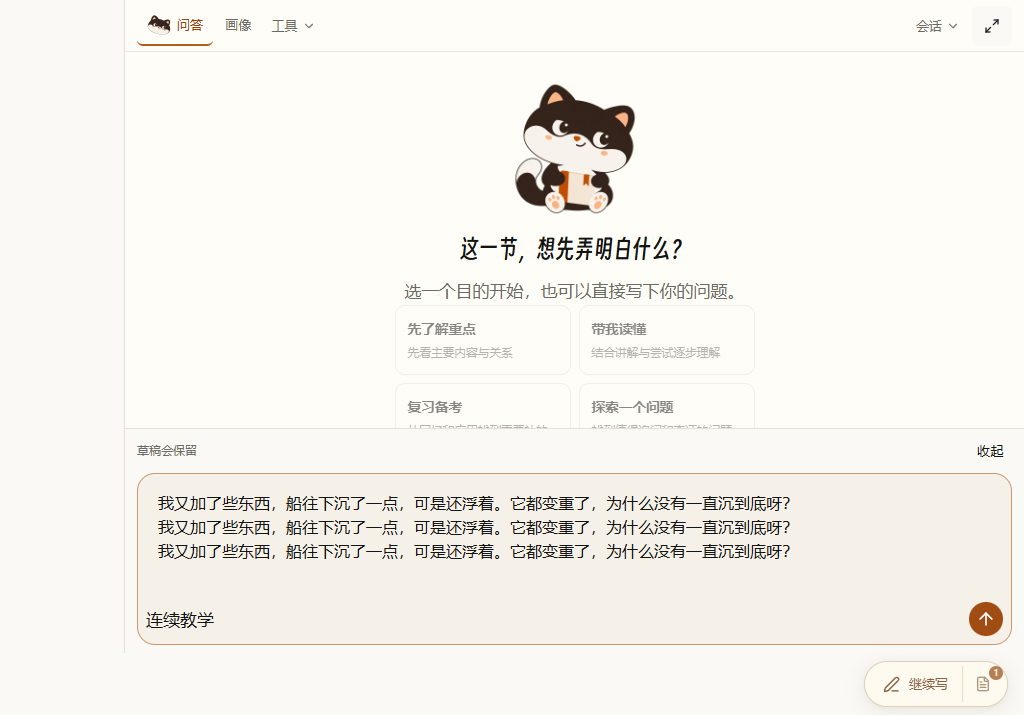 问答 画像 工具 会话
这一节，想先弄明白什么？
选一个目的开始，也可以直接写下你的问题。
先了解重点 带我读懂
先看主要内容与关系 结合讲解与尝试逐步理解
复习备考 探索一个问题
草稿会保留 收起
我又加了些东西，船往下沉了一点，可是还浮着。它都变重了，为什么没有一直沉到底呀？
我又加了些东西，船往下沉了一点，可是还浮着。它都变重了，为什么没有一直沉到底呀？
我又加了些东西，船往下沉了一点，可是还浮着。它都变重了，为什么没有一直沉到底呀？
连续教学
继续写 1